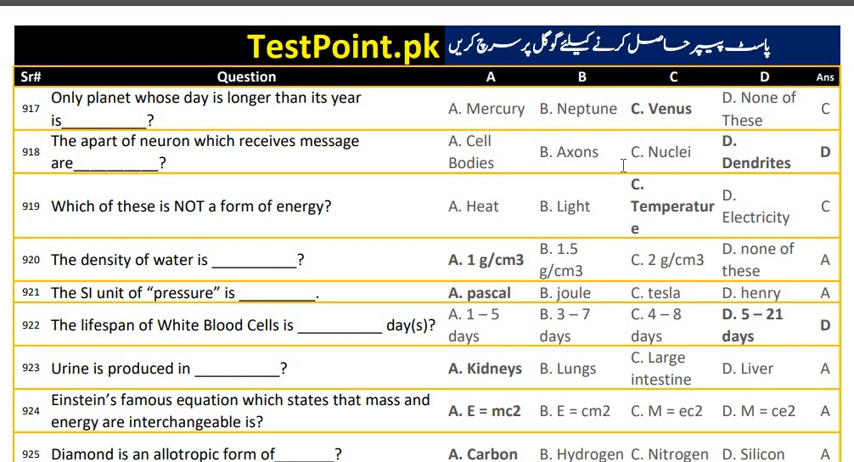 TestPoint.pk پاسٹ پیپر حاصل کرنے کیلئے گوگل پر سرچ کریں
Sr# Question A B C D Ans
917 Only planet whose day is longer than its year is__________? A. Mercury B. Neptune C. Venus D. None of These C
918 The apart of neuron which receives message are__________? A. Cell Bodies B. Axons C. Nuclei D. Dendrites D
919 Which of these is NOT a form of energy? A. Heat B. Light C. Temperature D. Electricity C
920 The density of water is __________? A. 1 g/cm3 B. 1.5 g/cm3 C. 2 g/cm3 D. none of these A
921 The SI unit of “pressure” is _________. A. pascal B. joule C. tesla D. henry A
922 The lifespan of White Blood Cells is __________ day(s)? A. 1 – 5 days B. 3 – 7 days C. 4 – 8 days D. 5 – 21 days D
923 Urine is produced in __________? A. Kidneys B. Lungs C. Large intestine D. Liver A
924 Einstein’s famous equation which states that mass and energy are interchangeable is? A. E = mc2 B. E = cm2 C. M = ec2 D. M = ce2 A
925 Diamond is an allotropic form of_______? A. Carbon B. Hydrogen C. Nitrogen D. Silicon A